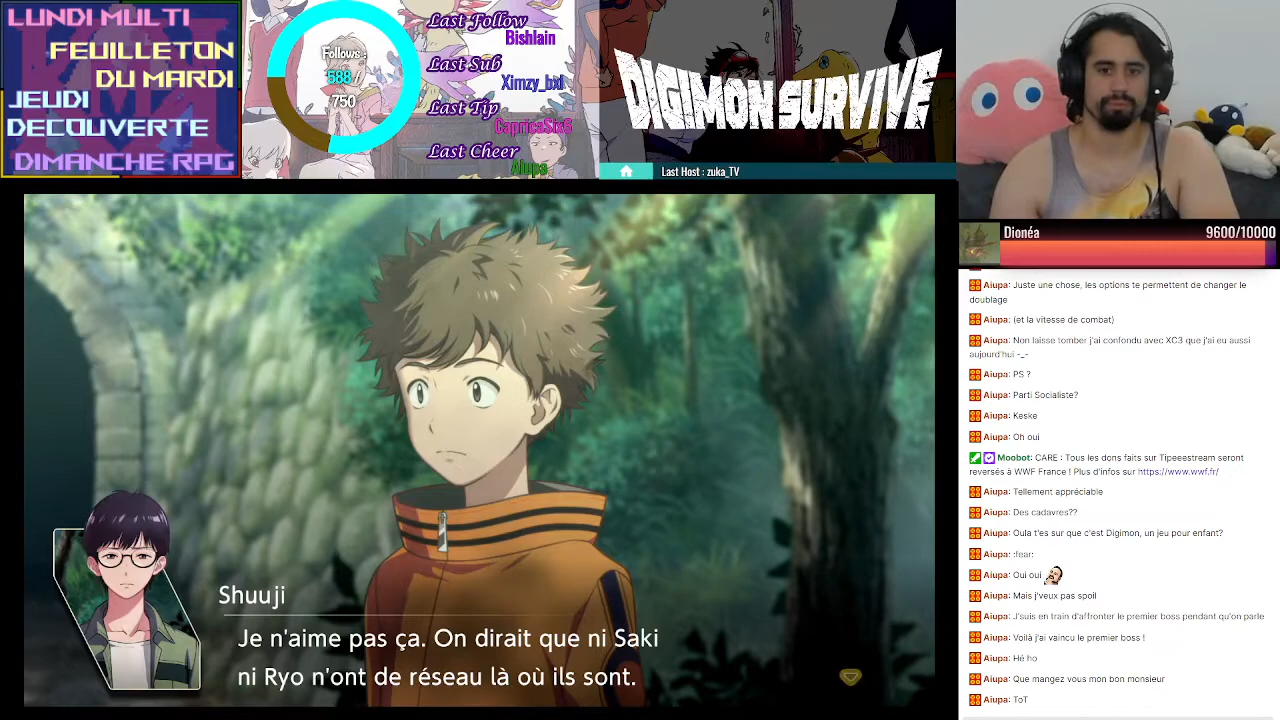 LUNDI MULTI
FEUILLETON
DU MARDI
JEUDI
DECOUVERTE
DIMANCHE RPG
Follows :
588 /
750
Last Follow
Bishlain
Last Sub
Ximzy_bxl
Last Tip
CapricaSix6
Last Cheer
Aiupa
DIGIMON SURVIVE
Last Host : zuka_TV
Dionéa 9600/10000
Aiupa: Juste une chose, les options te permettent de changer le
doublage
Aiupa: (et la vitesse de combat)
Aiupa: Non laisse tomber j'ai confondu avec XC3 que j'ai eu aussi
aujourd'hui -_-
Aiupa: PS ?
Aiupa: Parti Socialiste?
Aiupa: Keske
Aiupa: Oh oui
Moobot: CARE : Tous les dons faits sur Tipeeestream seront
reversés à WWF France ! Plus d'infos sur https://www.wwf.fr/
Aiupa: Tellement appréciable
Aiupa: Des cadavres??
Aiupa: Oula t'es sur que c'est Digimon, un jeu pour enfant?
Aiupa: :fear:
Aiupa: Oui oui
Aiupa: Mais j'veux pas spoil
Aiupa: J'suis en train d'affronter le premier boss pendant qu'on parle
Aiupa: Voilà j'ai vaincu le premier boss !
Aiupa: Hé ho
Aiupa: Que mangez vous mon bon monsieur
Aiupa: ToT
Shuuji
Je n'aime pas ça. On dirait que ni Saki
ni Ryo n'ont de réseau là où ils sont.